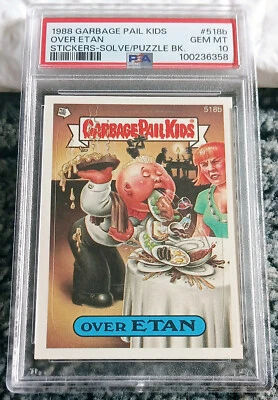 1988 GARBAGE PAIL KIDS #518b
OVER ETAN GEM MT
STICKERS-SOLVE/PUZZLE BK. 10
PSA 100236358
518b
GARBAGE PAIL KIDS
OVER ETAN